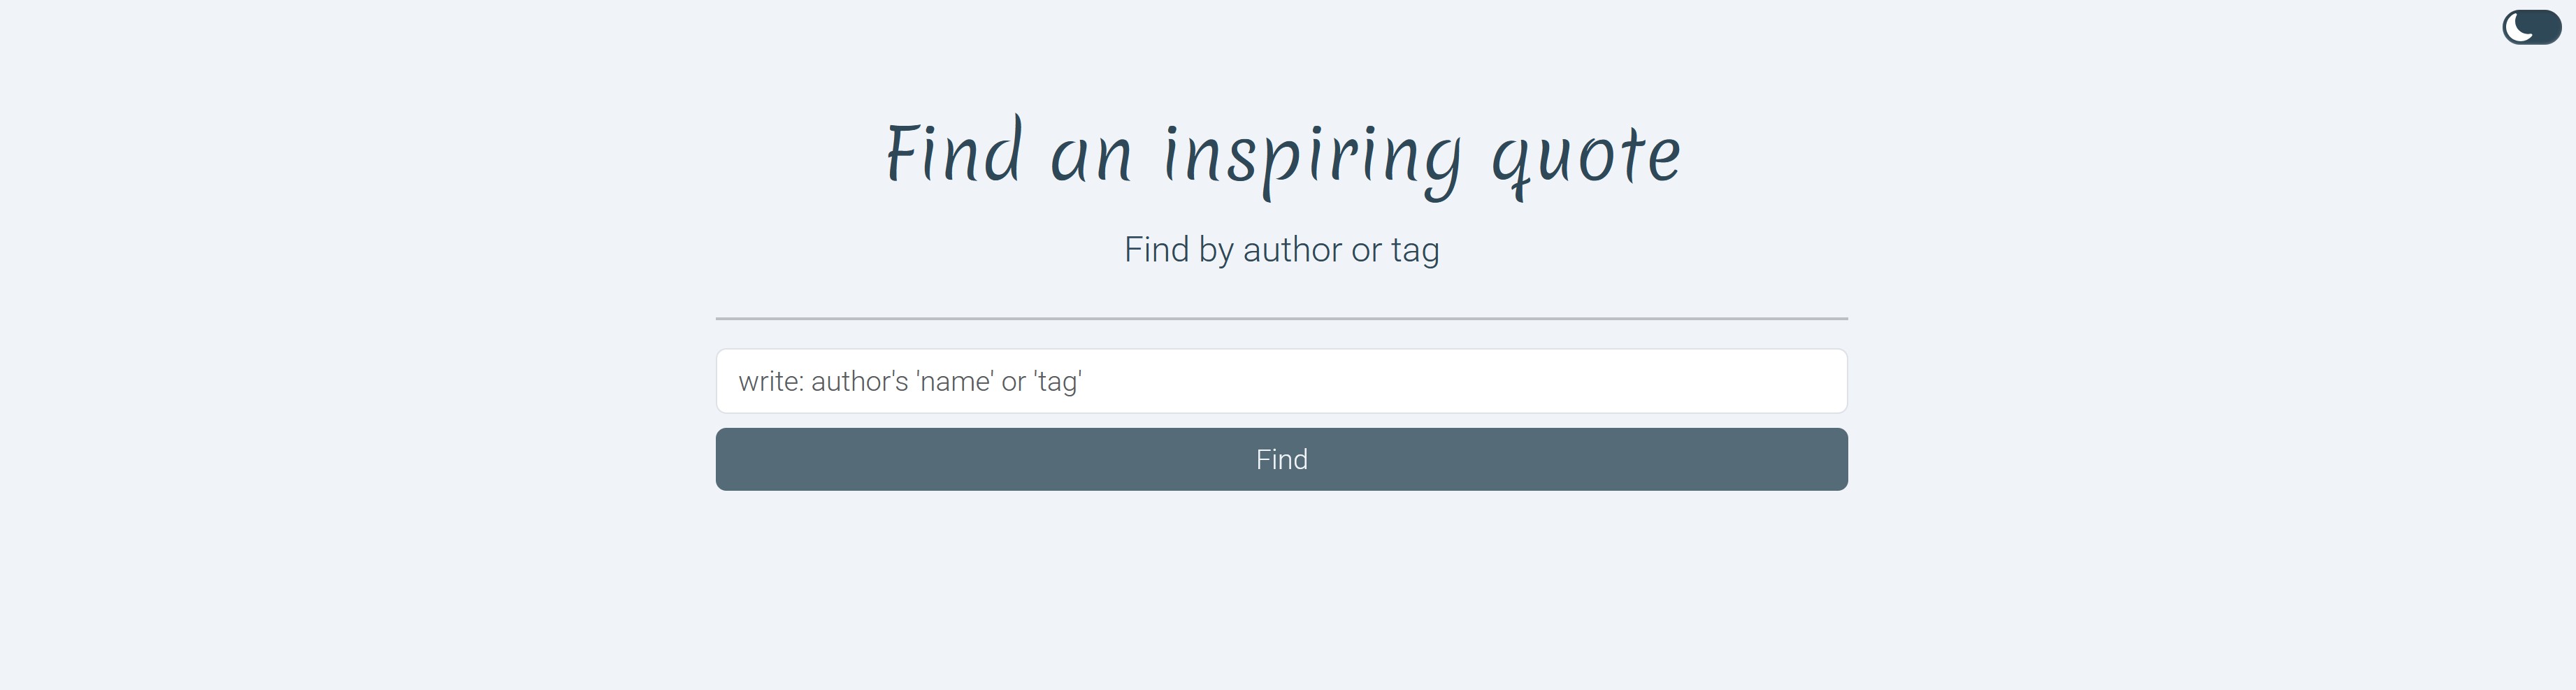 Find an inspiring quote
Find by author or tag
write: author's 'name' or 'tag'
Find